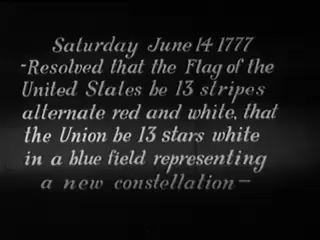 Saturday June 14 1777
-Resolved that the Flag of the
United States be 13 stripes
alternate red and white, that
the Union be 13 stars white
in a blue field representing
a new constellation-